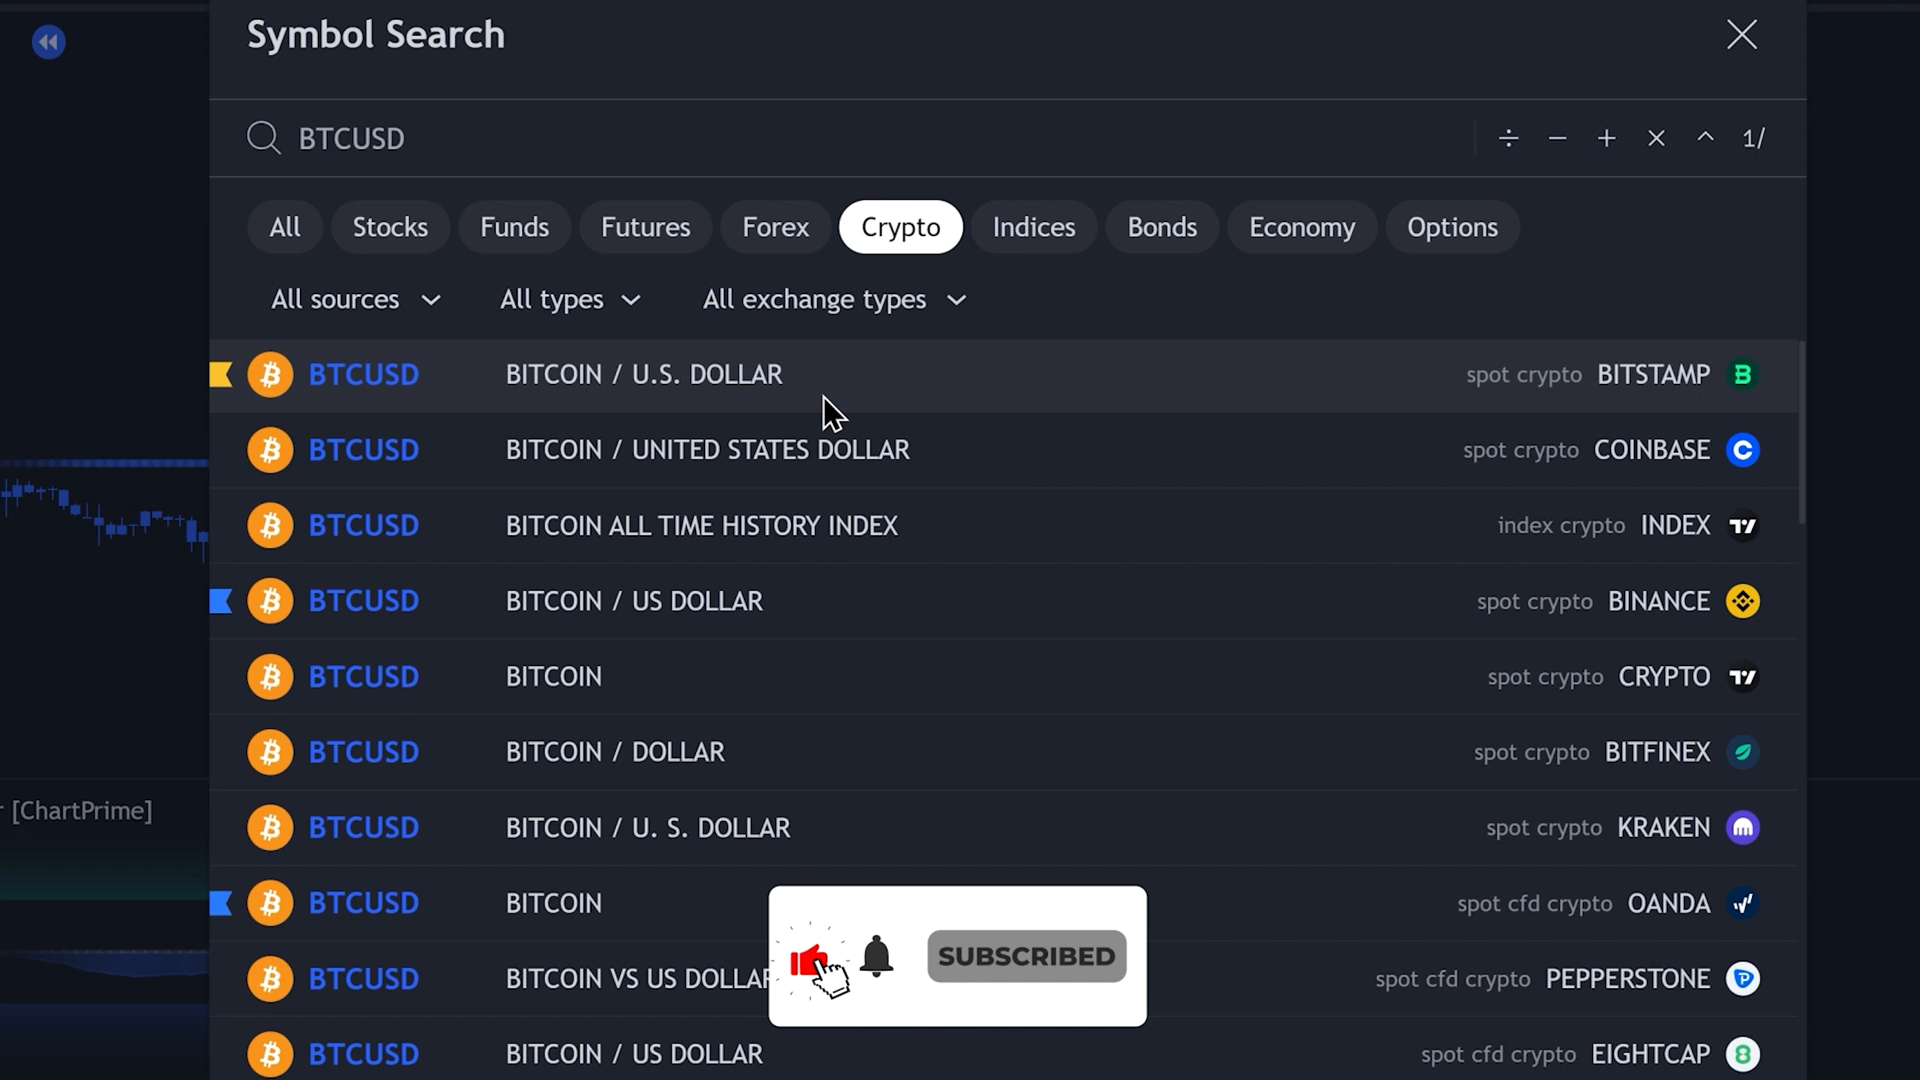 Symbol Search
BTCUSD ÷ − + × ^ 1/
All Stocks Funds Futures Forex Crypto Indices Bonds Economy Options
All sources All types All exchange types
BTCUSD BITCOIN / U.S. DOLLAR spot crypto BITSTAMP
BTCUSD BITCOIN / UNITED STATES DOLLAR spot crypto COINBASE
BTCUSD BITCOIN ALL TIME HISTORY INDEX index crypto INDEX
BTCUSD BITCOIN / US DOLLAR spot crypto BINANCE
BTCUSD BITCOIN spot crypto CRYPTO
BTCUSD BITCOIN / DOLLAR spot crypto BITFINEX
[ChartPrime]
BTCUSD BITCOIN / U. S. DOLLAR spot crypto KRAKEN
BTCUSD BITCOIN spot cfd crypto OANDA
SUBSCRIBED
BTCUSD BITCOIN VS US DOLLAR spot cfd crypto PEPPERSTONE
BTCUSD BITCOIN / US DOLLAR spot cfd crypto EIGHTCAP